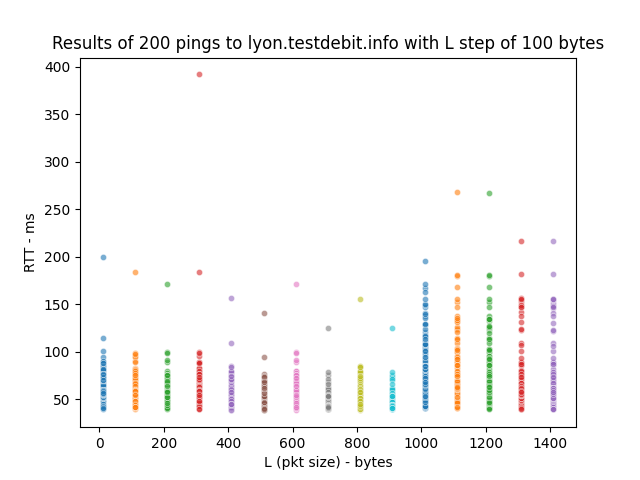 Results of 200 pings to lyon.testdebit.info with L step of 100 bytes
400
350
300
250
200
150
100
50
RTT - ms
0 200 400 600 800 1000 1200 1400
L (pkt size) - bytes